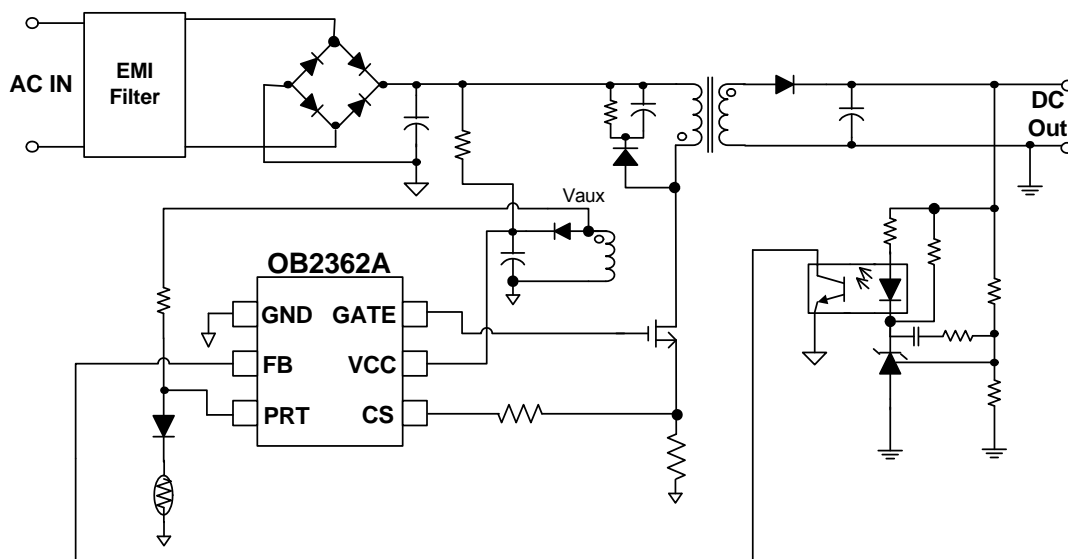 AC IN
EMI
Filter
DC
Out
Vaux
OB2362A
GND
GATE
FB
VCC
PRT
CS